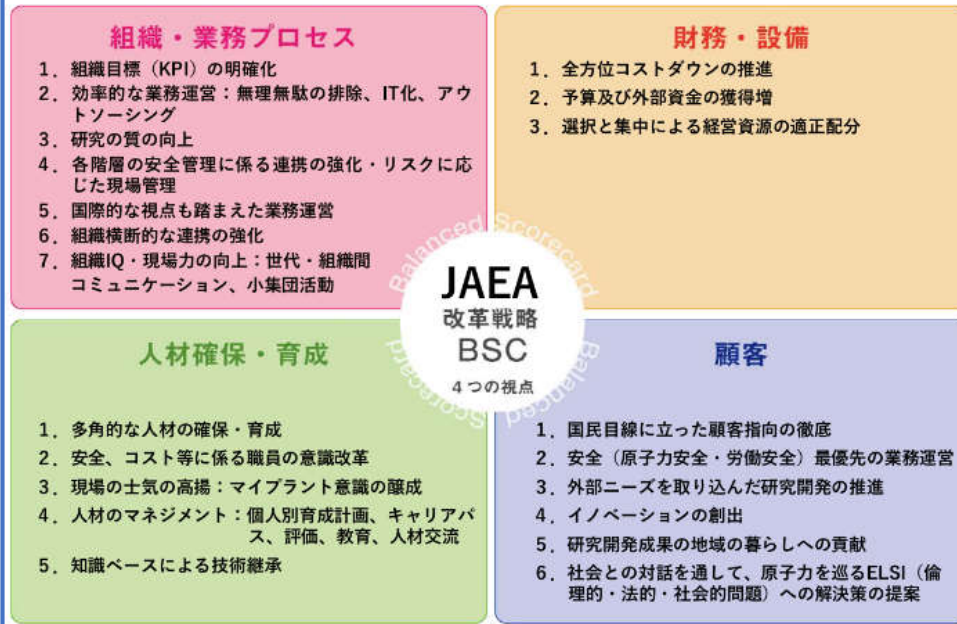 組織・業務プロセス
1．組織目標（KPI）の明確化
2．効率的な業務運営：無理無駄の排除、IT化、アウ
トソーシング
3．研究の質の向上
4．各階層の安全管理に係る連携の強化・リスクに応
じた現場管理
5．国際的な視点も踏まえた業務運営
6．組織横断的な連携の強化
7．組織IQ・現場力の向上：世代・組織間
コミュニケーション、小集団活動
財務・設備
1．全方位コストダウンの推進
2．予算及び外部資金の獲得増
3．選択と集中による経営資源の適正配分
Balanced Scorecard
JAEA
改革戦略
BSC
4つの視点
Balanced Scorecard
人材確保・育成
1．多角的な人材の確保・育成
2．安全、コスト等に係る職員の意識改革
3．現場の士気の高揚：マイプラント意識の醸成
4．人材のマネジメント：個人別育成計画、キャリアパ
ス、評価、教育、人材交流
5．知識ベースによる技術継承
顧客
1．国民目線に立った顧客指向の徹底
2．安全（原子力安全・労働安全）最優先の業務運営
3．外部ニーズを取り込んだ研究開発の推進
4．イノベーションの創出
5．研究開発成果の地域の暮らしへの貢献
6．社会との対話を通して、原子力を巡るELSI（倫
理的・法的・社会的問題）への解決策の提案